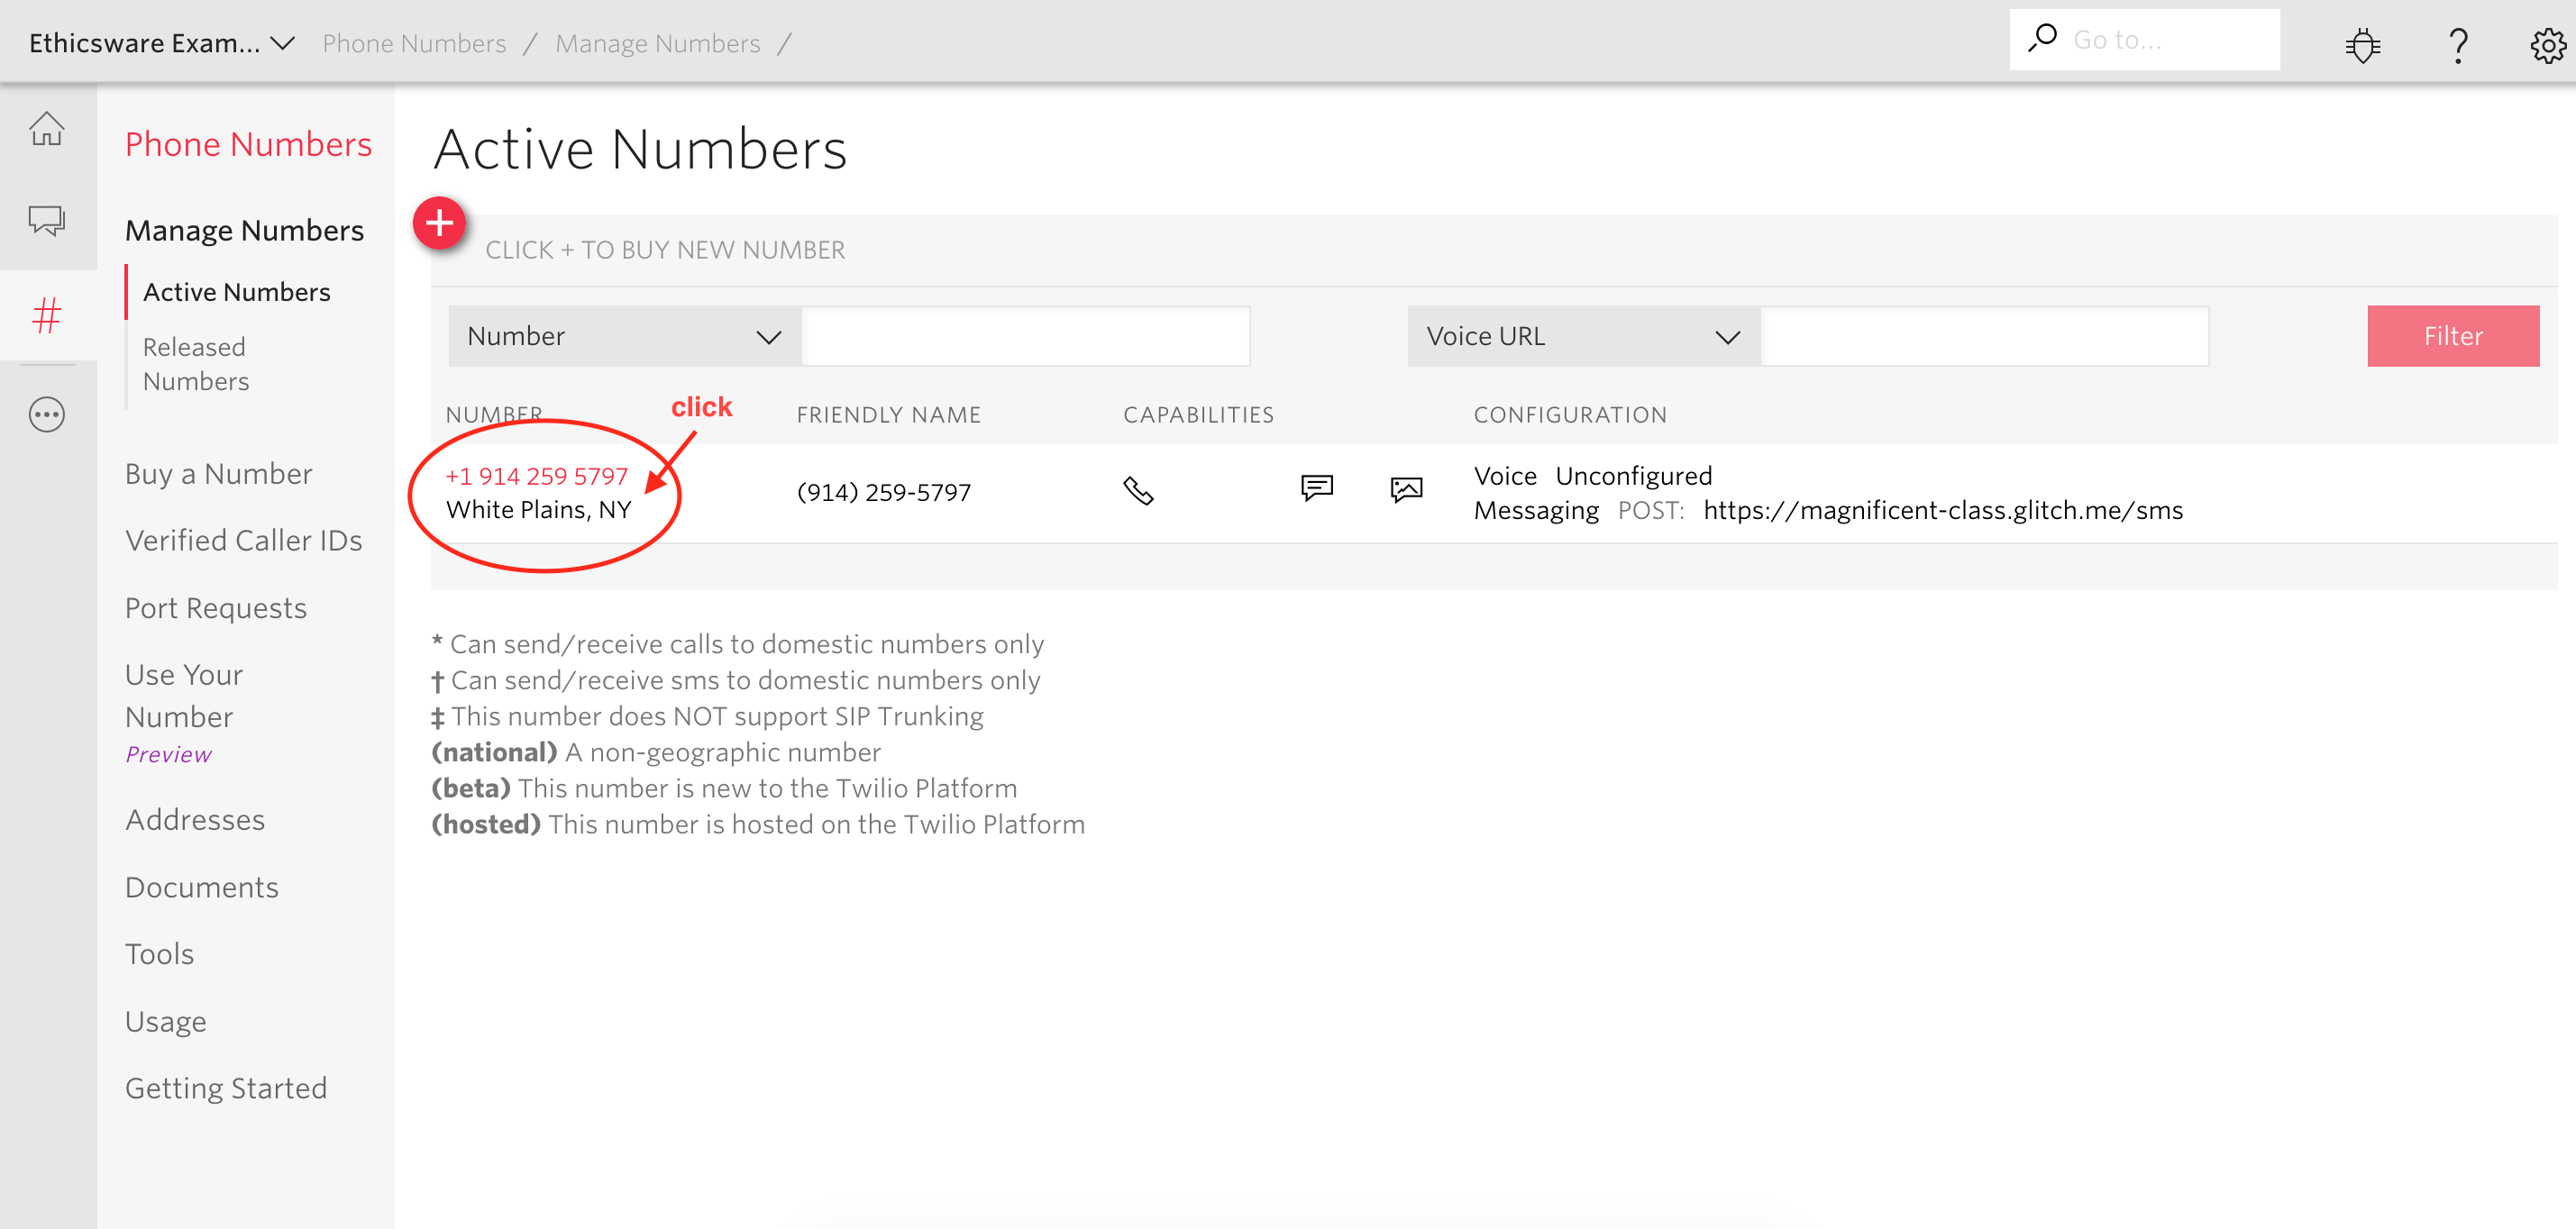 Ethicsware Exam... Phone Numbers / Manage Numbers /
Go to...
?
Phone Numbers
Manage Numbers
Active Numbers
Released
Numbers
Buy a Number
Verified Caller IDs
Port Requests
Use Your
Number
Preview
Addresses
Documents
Tools
Usage
Getting Started
Active Numbers
+
CLICK + TO BUY NEW NUMBER
Number
Voice URL
Filter
click
NUMBER FRIENDLY NAME CAPABILITIES CONFIGURATION
+1 914 259 5797
White Plains, NY
(914) 259-5797
Voice Unconfigured
Messaging POST: https://magnificent-class.glitch.me/sms
* Can send/receive calls to domestic numbers only
† Can send/receive sms to domestic numbers only
‡ This number does NOT support SIP Trunking
(national) A non-geographic number
(beta) This number is new to the Twilio Platform
(hosted) This number is hosted on the Twilio Platform